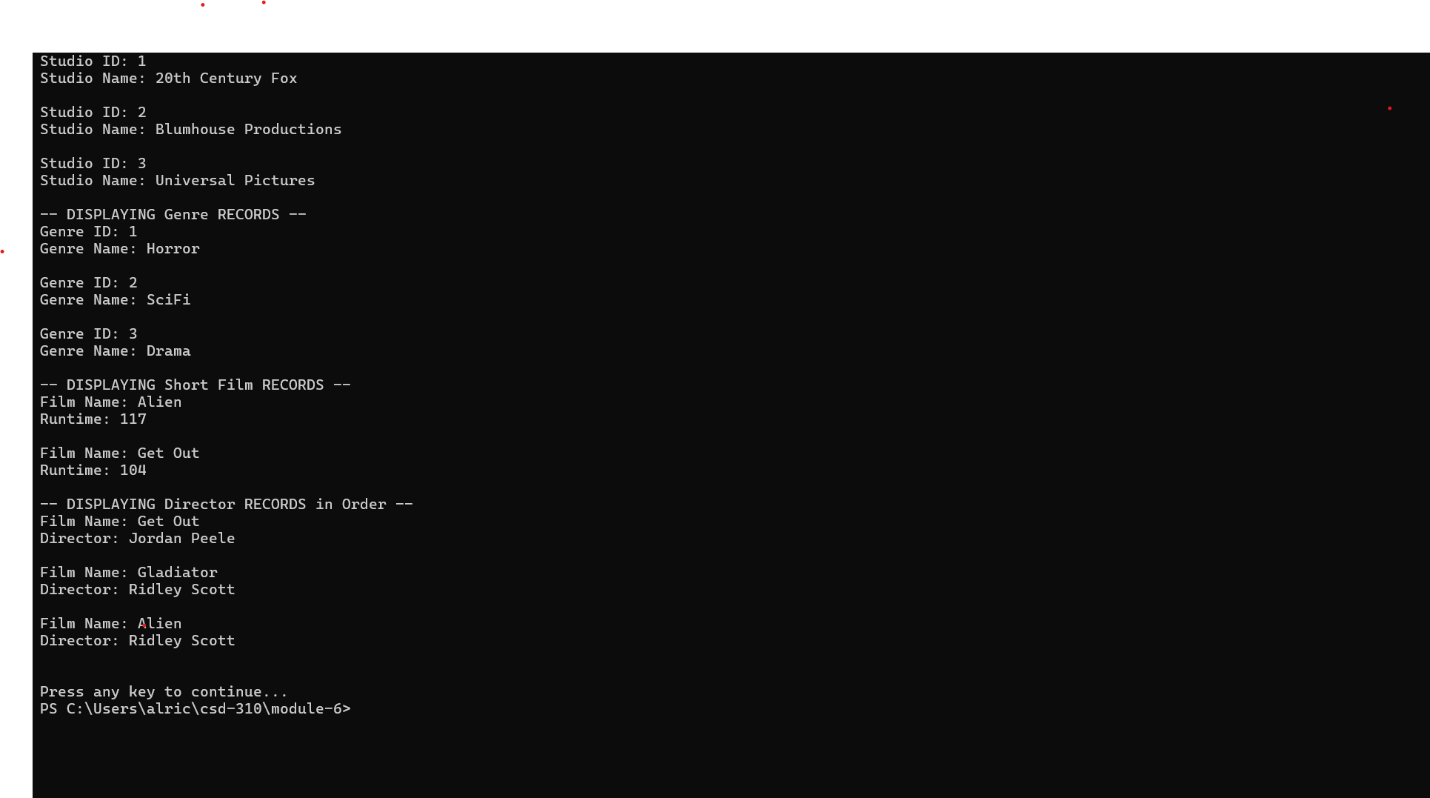 Studio ID: 1
Studio Name: 20th Century Fox
Studio ID: 2
Studio Name: Blumhouse Productions
Studio ID: 3
Studio Name: Universal Pictures
-- DISPLAYING Genre RECORDS --
Genre ID: 1
Genre Name: Horror
Genre ID: 2
Genre Name: SciFi
Genre ID: 3
Genre Name: Drama
-- DISPLAYING Short Film RECORDS --
Film Name: Alien
Runtime: 117
Film Name: Get Out
Runtime: 104
-- DISPLAYING Director RECORDS in Order --
Film Name: Get Out
Director: Jordan Peele
Film Name: Gladiator
Director: Ridley Scott
Film Name: Alien
Director: Ridley Scott
Press any key to continue...
PS C:\Users\alric\csd-310\module-6>